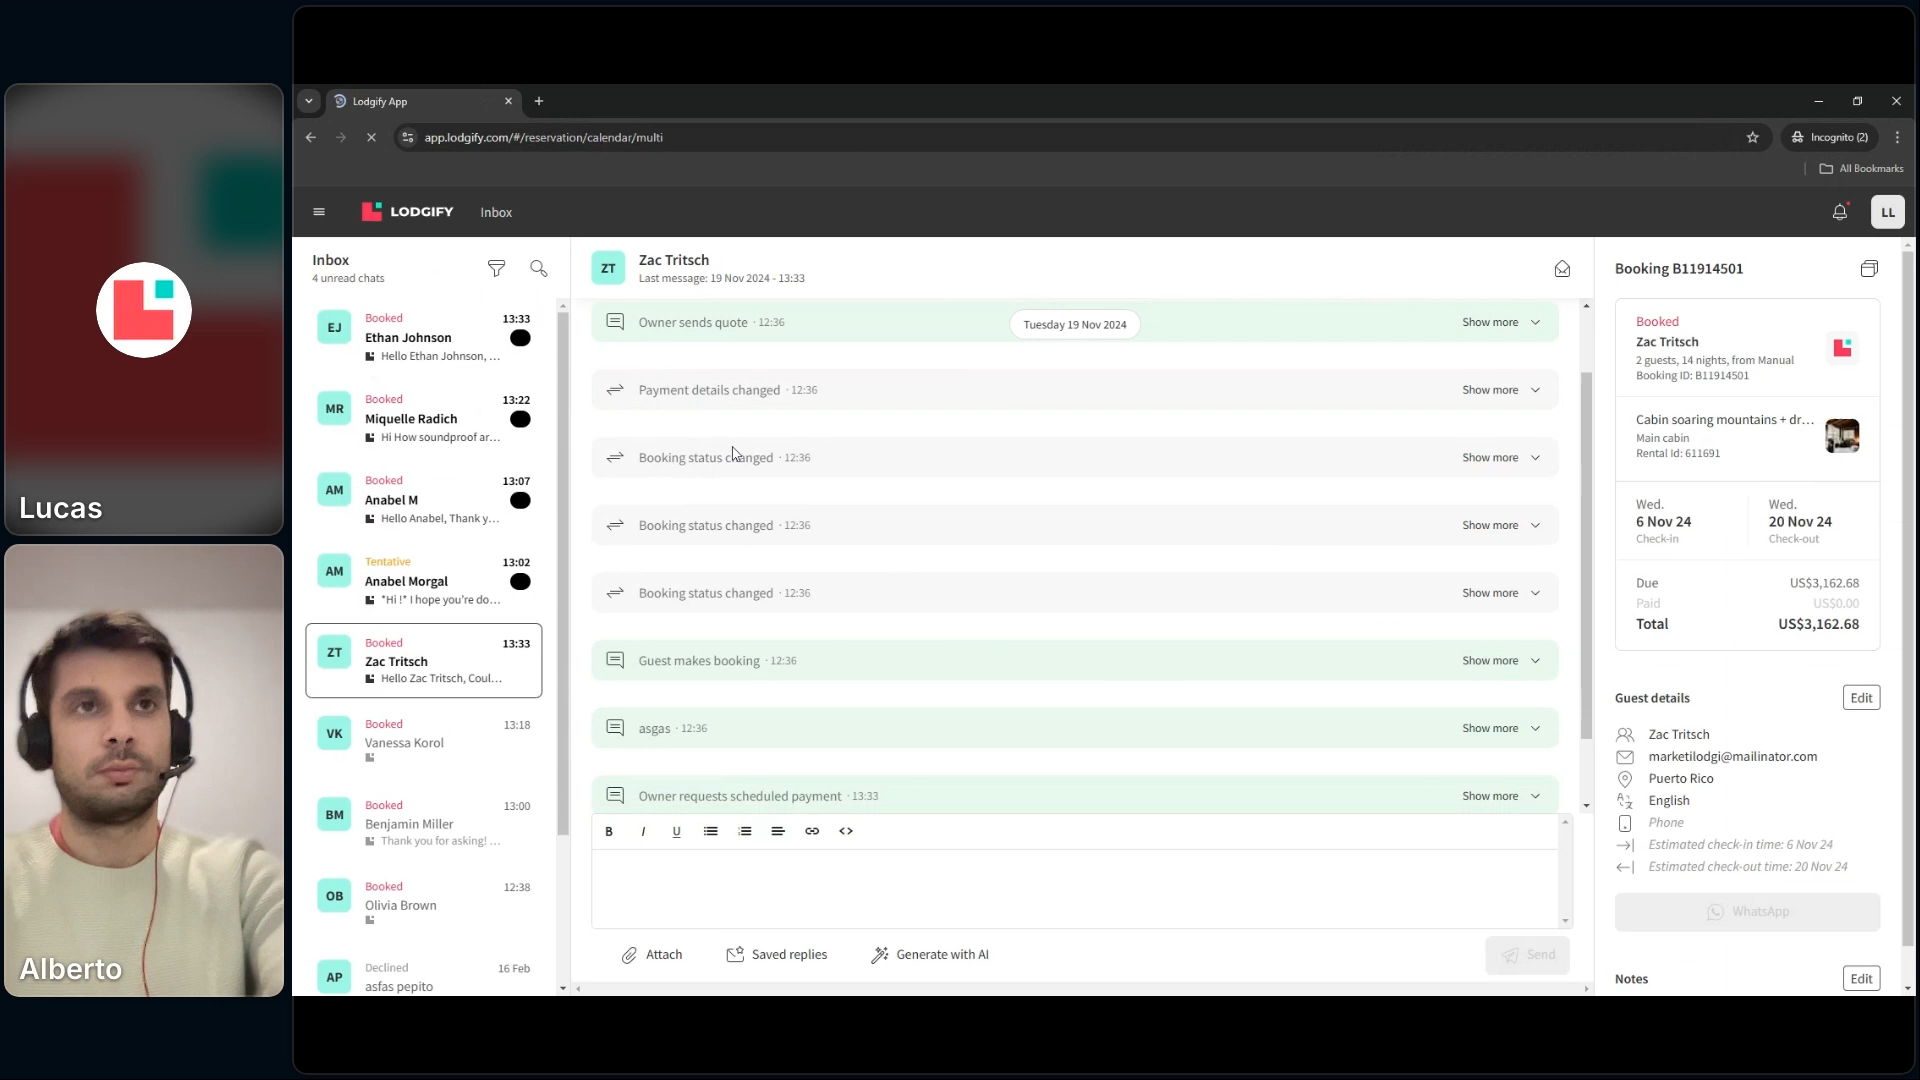 Lodgify App
app.lodgify.com/#/reservation/calendar/multi
Incognito (2)
All Bookmarks
LODGIFY
Inbox
LL
Inbox
4 unread chats
EJ
Booked
13:33
Ethan Johnson
Hello Ethan Johnson, ...
MR
Booked
13:22
Miquelle Radich
Hi How soundproof ar...
AM
Booked
13:07
Anabel M
Hello Anabel, Thank y...
AM
Tentative
13:02
Anabel Morgal
*Hi !* I hope you're do...
ZT
Booked
13:33
Zac Tritsch
Hello Zac Tritsch, Coul...
VK
Booked
13:18
Vanessa Korol
BM
Booked
13:00
Benjamin Miller
Thank you for asking! ...
OB
Booked
12:38
Olivia Brown
AP
Declined
16 Feb
asfas pepito
ZT
Zac Tritsch
Last message: 19 Nov 2024 - 13:33
Owner sends quote · 12:36
Tuesday 19 Nov 2024
Show more
Payment details changed · 12:36
Show more
Booking status changed · 12:36
Show more
Booking status changed · 12:36
Show more
Booking status changed · 12:36
Show more
Guest makes booking · 12:36
Show more
asgas · 12:36
Show more
Owner requests scheduled payment · 13:33
Show more
B I U
Attach
Saved replies
Generate with AI
Send
Booking B11914501
Booked
Zac Tritsch
2 guests, 14 nights, from Manual
Booking ID: B11914501
Cabin soaring mountains + dr...
Main cabin
Rental Id: 611691
Wed.
6 Nov 24
Check-in
Wed.
20 Nov 24
Check-out
Due US$3,162.68
Paid US$0.00
Total US$3,162.68
Guest details
Edit
Zac Tritsch
marketilodgi@mailinator.com
Puerto Rico
English
Phone
Estimated check-in time: 6 Nov 24
Estimated check-out time: 20 Nov 24
WhatsApp
Notes
Edit
Lucas
Alberto